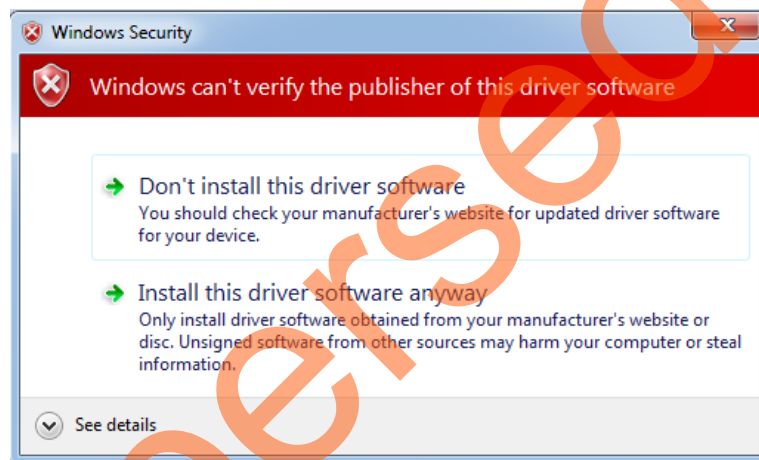 Windows Security
Windows can't verify the publisher of this driver software
Don't install this driver software
You should check your manufacturer's website for updated driver software
for your device.
Install this driver software anyway
Only install driver software obtained from your manufacturer's website or
disc. Unsigned software from other sources may harm your computer or steal
information.
See details
persed